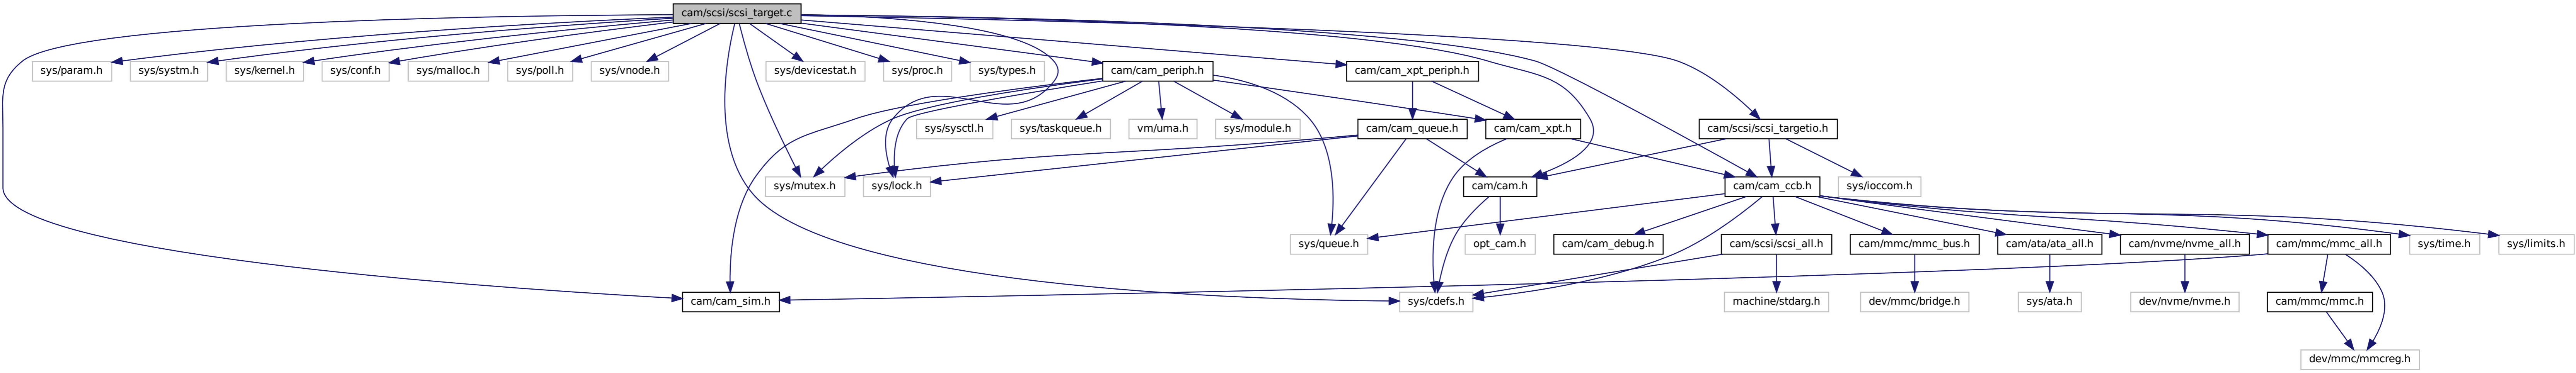 cam/scsi/scsi_target.c
sys/param.h
sys/systm.h
sys/kernel.h
sys/conf.h
sys/malloc.h
sys/poll.h
sys/vnode.h
sys/devicestat.h
sys/proc.h
sys/types.h
cam/cam_periph.h
cam/cam_xpt_periph.h
sys/sysctl.h
sys/taskqueue.h
vm/uma.h
sys/module.h
cam/cam_queue.h
cam/cam_xpt.h
cam/scsi/scsi_targetio.h
sys/mutex.h
sys/lock.h
cam/cam.h
cam/cam_ccb.h
sys/ioccom.h
sys/queue.h
opt_cam.h
cam/cam_debug.h
cam/scsi/scsi_all.h
cam/mmc/mmc_bus.h
cam/ata/ata_all.h
cam/nvme/nvme_all.h
cam/mmc/mmc_all.h
sys/time.h
sys/limits.h
cam/cam_sim.h
sys/cdefs.h
machine/stdarg.h
dev/mmc/bridge.h
sys/ata.h
dev/nvme/nvme.h
cam/mmc/mmc.h
dev/mmc/mmcreg.h